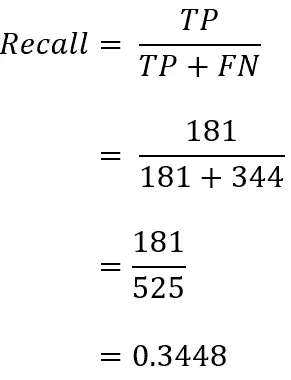 Recall = TP / TP + FN
= 181 / 181 + 344
= 181 / 525
= 0.3448